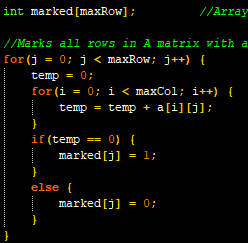 int marked[maxRow];          //Array
//Marks all rows in A matrix with a
for(j = 0; j < maxRow; j++) {
    temp = 0;
    for(i = 0; i < maxCol; i++) {
        temp = temp + a[i][j];
    }
    if(temp == 0) {
        marked[j] = 1;
    }
    else {
        marked[j] = 0;
    }
}